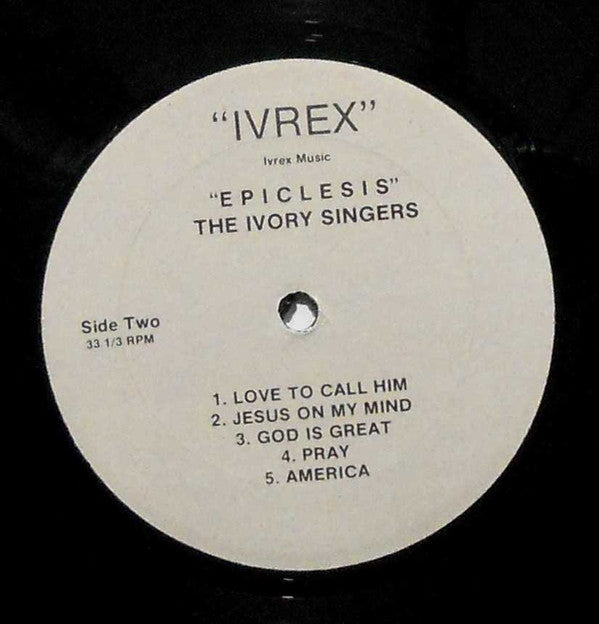 “IVREX”
Ivrex Music
“EPICLESIS”
THE IVORY SINGERS
Side Two
33 1/3 RPM
1. LOVE TO CALL HIM
2. JESUS ON MY MIND
3. GOD IS GREAT
4. PRAY
5. AMERICA